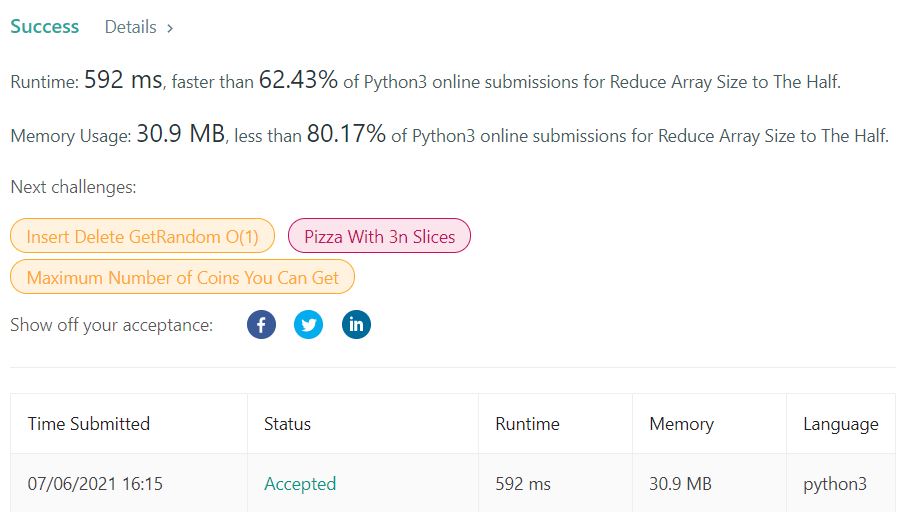 Success Details >
Runtime: 592 ms, faster than 62.43% of Python3 online submissions for Reduce Array Size to The Half.
Memory Usage: 30.9 MB, less than 80.17% of Python3 online submissions for Reduce Array Size to The Half.
Next challenges:
Insert Delete GetRandom O(1) Pizza With 3n Slices
Maximum Number of Coins You Can Get
Show off your acceptance: f in
Time Submitted Status Runtime Memory Language
07/06/2021 16:15 Accepted 592 ms 30.9 MB python3